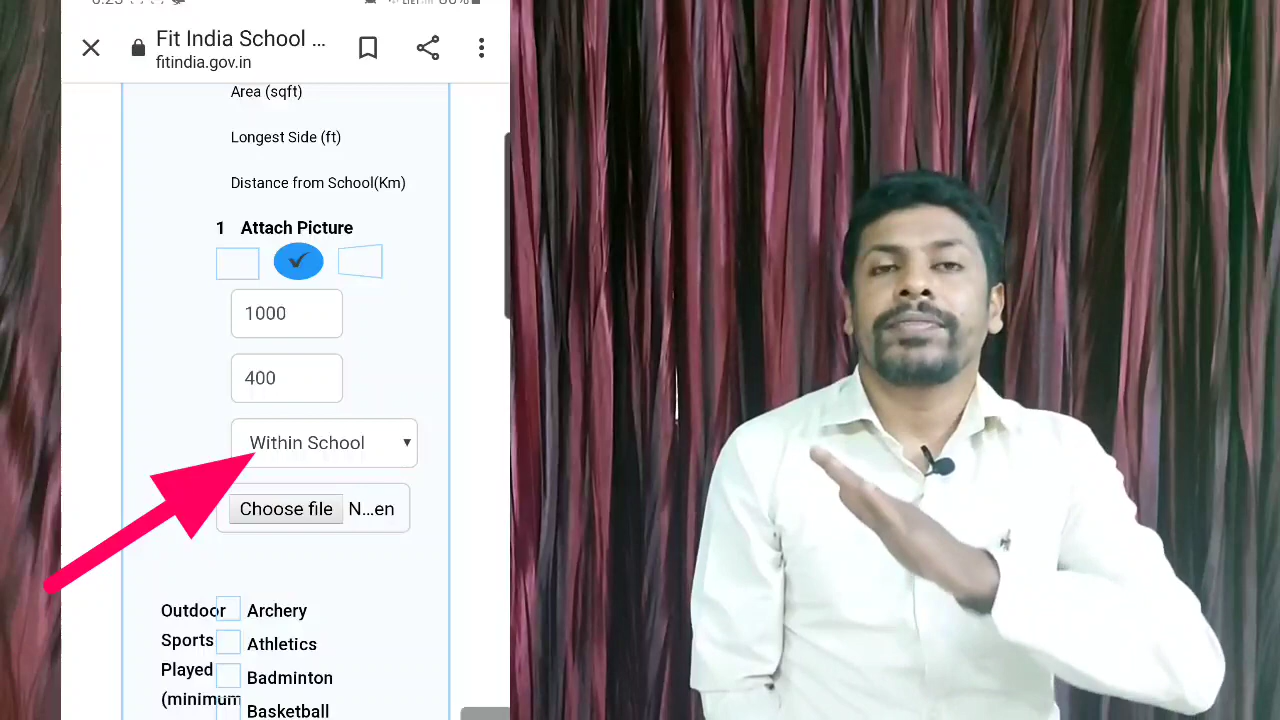 Fit India School ...
fitindia.gov.in
Area (sqft)
Longest Side (ft)
Distance from School(Km)
1 Attach Picture
1000
400
Within School
Choose file N...en
Outdoor
Sports
Played
(minimum
Archery
Athletics
Badminton
Basketball